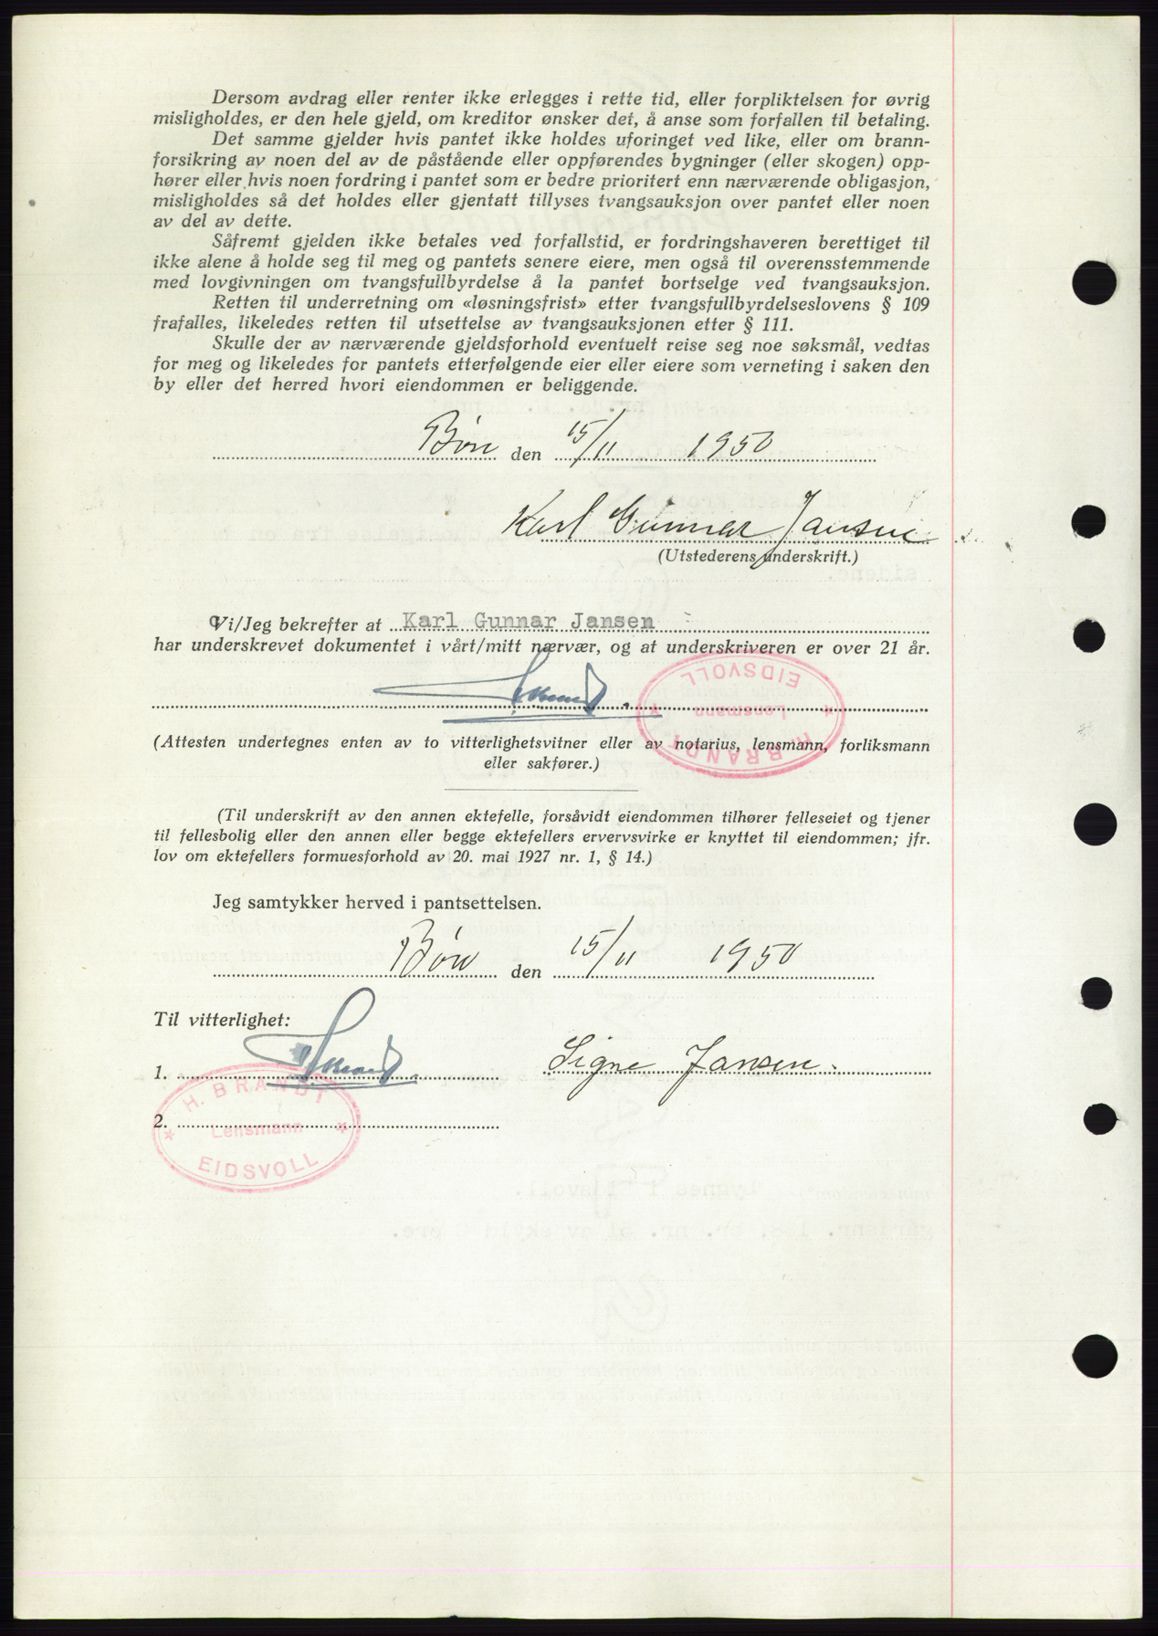 Dersom avdrag eller renter ikke erlegges i rette tid, eller forpliktelsen for øvrig
misligholdes, er den hele gjeld, om kreditor ønsker det, å anse som forfallen til betaling.
Det samme gjelder hvis pantet ikke holdes uforinget ved like, eller om brann-
forsikring av noen del av de påstående eller oppførendes bygninger (eller skogen) opp-
hører eller hvis noen fordring i pantet som er bedre prioritert enn nærværende obligasjon,
misligholdes så det holdes eller gjentatt tillyses tvangsauksjon over pantet eller noen
av del av dette.
Såfremt gjelden ikke betales ved forfallstid, er fordringshaveren berettiget til
ikke alene å holde seg til meg og pantets senere eiere, men også til overensstemmende
med lovgivningen om tvangsfullbyrdelse å la pantet bortselge ved tvangsauksjon.
Retten til underretning om «løsningsfrist» etter tvangsfullbyrdelseslovens § 109
frafalles, likeledes retten til utsettelse av tvangsauksjonen etter § 111.
Skulle der av nærværende gjeldsforhold eventuelt reise seg noe søksmål, vedtas
for meg og likeledes for pantets etterfølgende eier eller eiere som verneting i saken den
by eller det herred hvori eiendommen er beliggende.
Bøn den 15/11 1950
Karl Gunnar Jansen
(Utstederens underskrift.)
Vi/Jeg bekrefter at Karl Gunnar Jansen
har underskrevet dokumentet i vårt/mitt nærvær, og at underskriveren er over 21 år.
H. BRANDT
Lensmann
EIDSVOLL
(Attesten undertegnes enten av to vitterlighetsvitner eller av notarius, lensmann, forliksmann
eller sakfører.)
(Til underskrift av den annen ektefelle, forsåvidt eiendommen tilhører felleseiet og tjener
til fellesbolig eller den annen eller begge ektefellers ervervsvirke er knyttet til eiendommen; jfr.
lov om ektefellers formuesforhold av 20. mai 1927 nr. 1, § 14.)
Jeg samtykker herved i pantsettelsen.
Bøn den 15/11 1950
Til vitterlighet:
1. Signe Jansen.
2.
H. BRANDT
Lensmann
EIDSVOLL